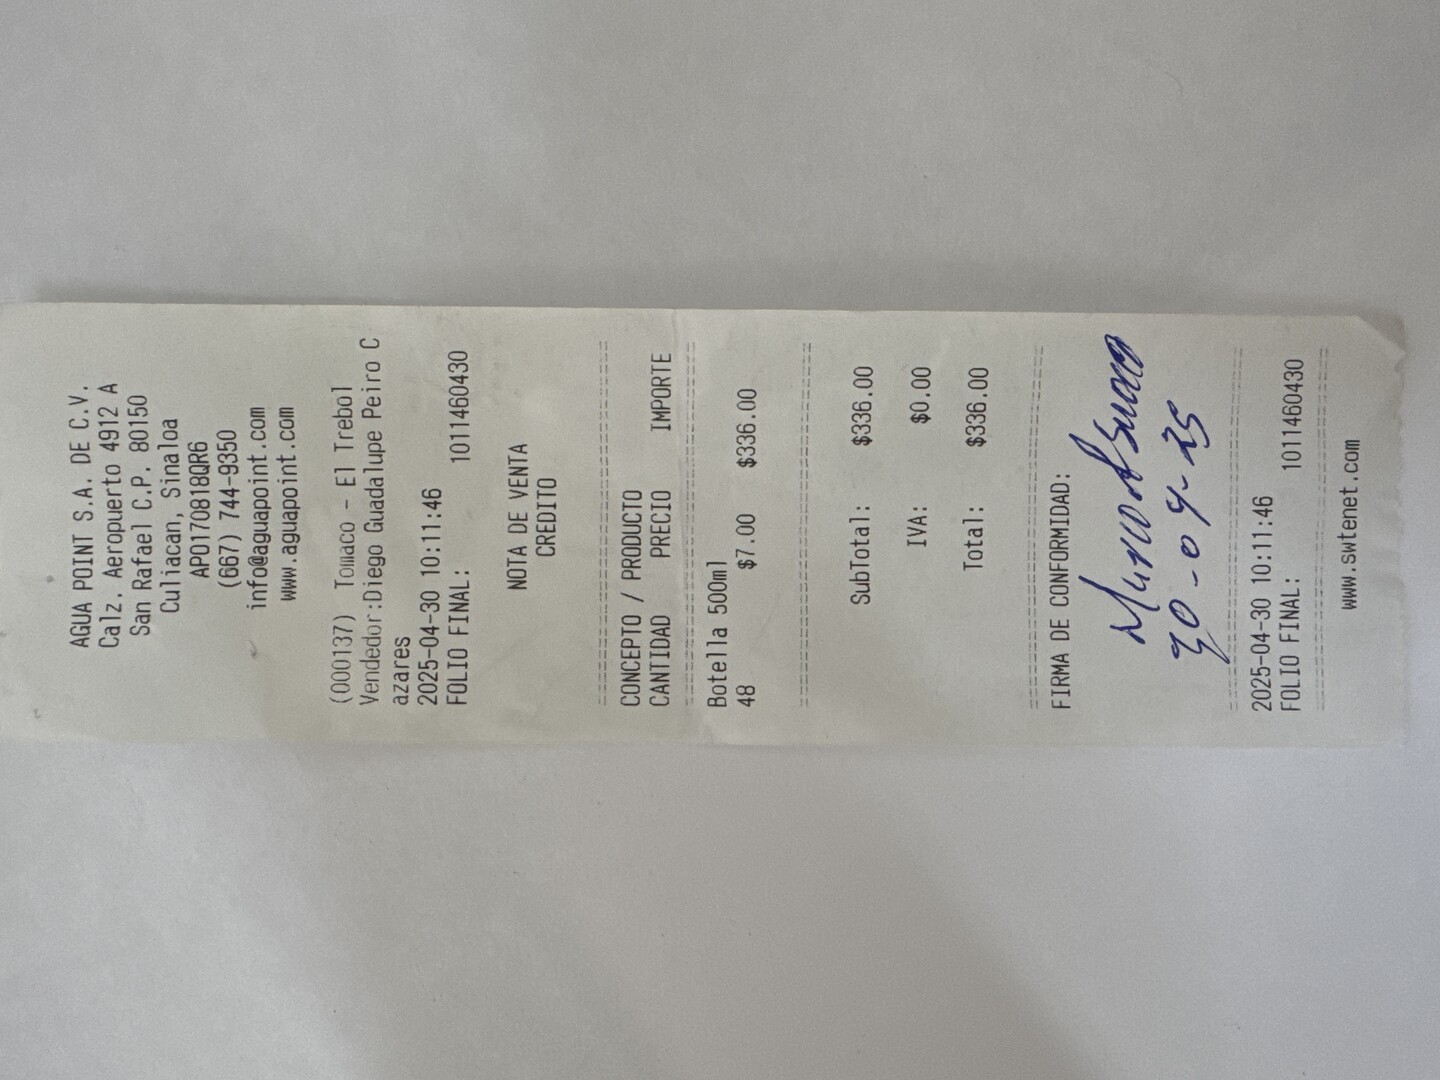 AGUA POINT S.A. DE C.V.
Calz. Aeropuerto 4912 A
San Rafael C.P. 80150
Culiacan, Sinaloa
APO170818QR6
(667) 744-9350
info@aguapoint.com
www.aguapoint.com
(000137) Tomaco - El Trebol
Vendedor:Diego Guadalupe Peiro C
azares
2025-04-30 10:11:46
FOLIO FINAL: 1011460430
NOTA DE VENTA
CREDITO
CONCEPTO / PRODUCTO
CANTIDAD PRECIO IMPORTE
Botella 500ml
48 $7.00 $336.00
SubTotal: $336.00
IVA: $0.00
Total: $336.00
FIRMA DE CONFORMIDAD:
30-04-25
2025-04-30 10:11:46
FOLIO FINAL: 1011460430
www.swtenet.com